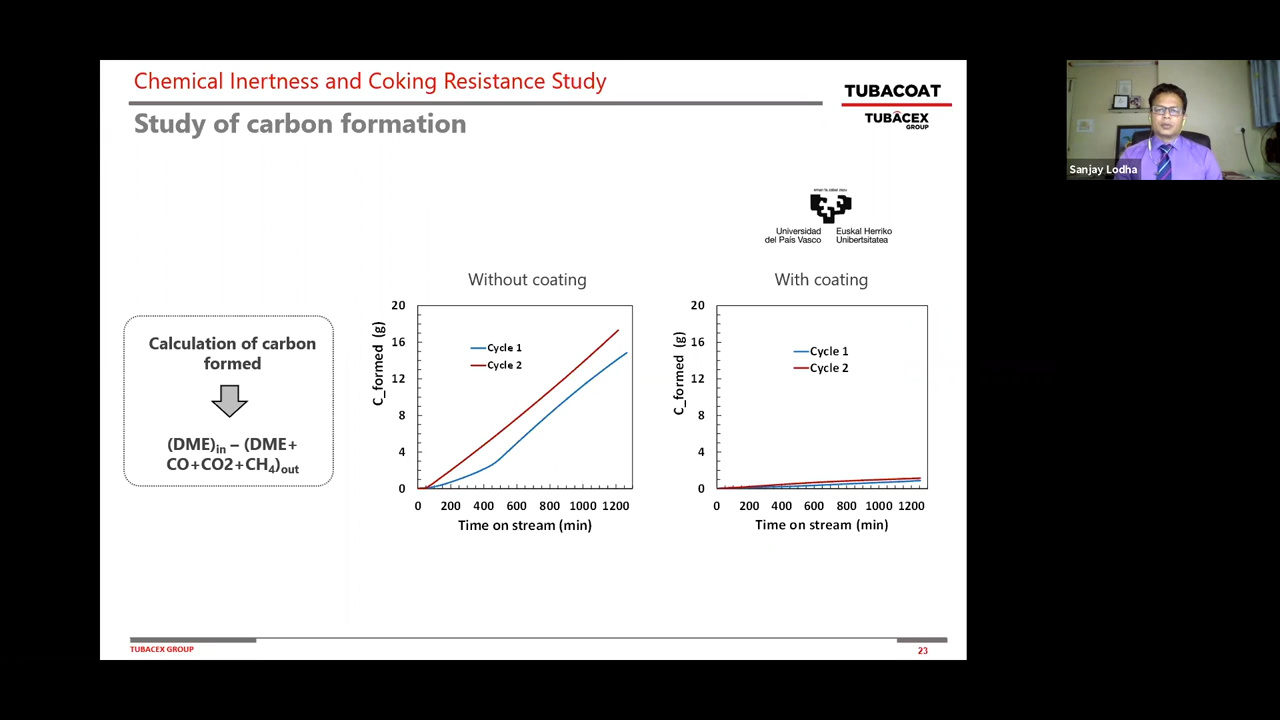 Chemical Inertness and Coking Resistance Study
TUBACOAT
TUBACEX
GROUP
Study of carbon formation
Sanjay Lodha
Universidad
del País Vasco
Euskal Herriko
Unibertsitatea
Calculation of carbon
formed
(DME)in – (DME+
CO+CO2+CH4)out
Without coating
C_formed (g)
20
16
12
8
4
0
Cycle 1
Cycle 2
0 200 400 600 800 1000 1200
Time on stream (min)
With coating
C_formed (g)
20
16
12
8
4
0
Cycle 1
Cycle 2
0 200 400 600 800 1000 1200
Time on stream (min)
TUBACEX GROUP
23